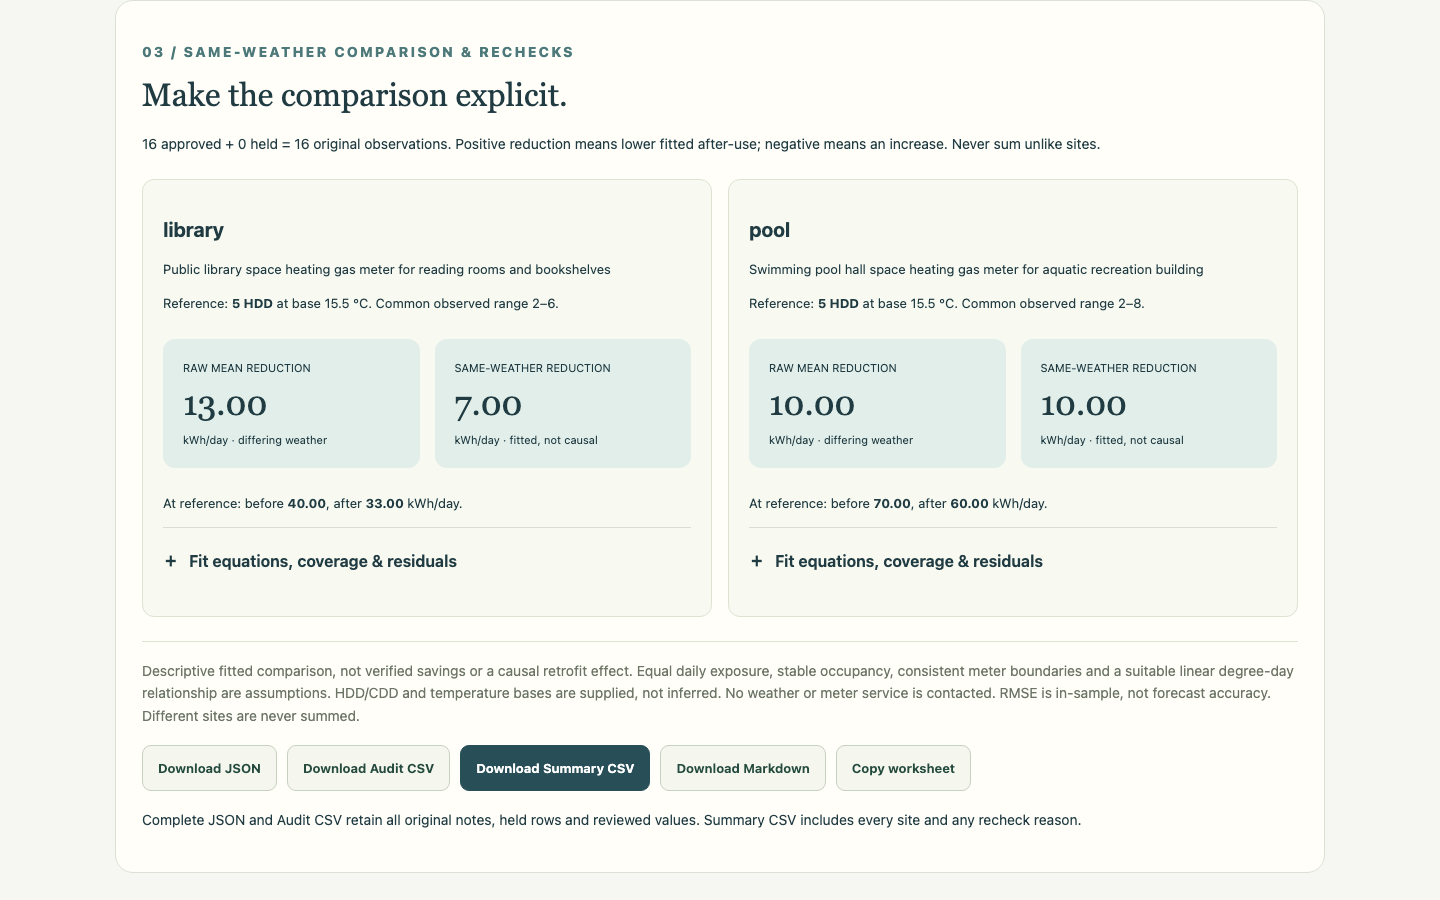 03 / SAME-WEATHER COMPARISON & RECHECKS
Make the comparison explicit.
16 approved + 0 held = 16 original observations. Positive reduction means lower fitted after-use; negative means an increase. Never sum unlike sites.
library
Public library space heating gas meter for reading rooms and bookshelves
Reference: 5 HDD at base 15.5 °C. Common observed range 2–6.
RAW MEAN REDUCTION
13.00
kWh/day · differing weather
SAME-WEATHER REDUCTION
7.00
kWh/day · fitted, not causal
At reference: before 40.00, after 33.00 kWh/day.
+ Fit equations, coverage & residuals
pool
Swimming pool hall space heating gas meter for aquatic recreation building
Reference: 5 HDD at base 15.5 °C. Common observed range 2–8.
RAW MEAN REDUCTION
10.00
kWh/day · differing weather
SAME-WEATHER REDUCTION
10.00
kWh/day · fitted, not causal
At reference: before 70.00, after 60.00 kWh/day.
+ Fit equations, coverage & residuals
Descriptive fitted comparison, not verified savings or a causal retrofit effect. Equal daily exposure, stable occupancy, consistent meter boundaries and a suitable linear degree-day
relationship are assumptions. HDD/CDD and temperature bases are supplied, not inferred. No weather or meter service is contacted. RMSE is in-sample, not forecast accuracy.
Different sites are never summed.
Download JSON
Download Audit CSV
Download Summary CSV
Download Markdown
Copy worksheet
Complete JSON and Audit CSV retain all original notes, held rows and reviewed values. Summary CSV includes every site and any recheck reason.